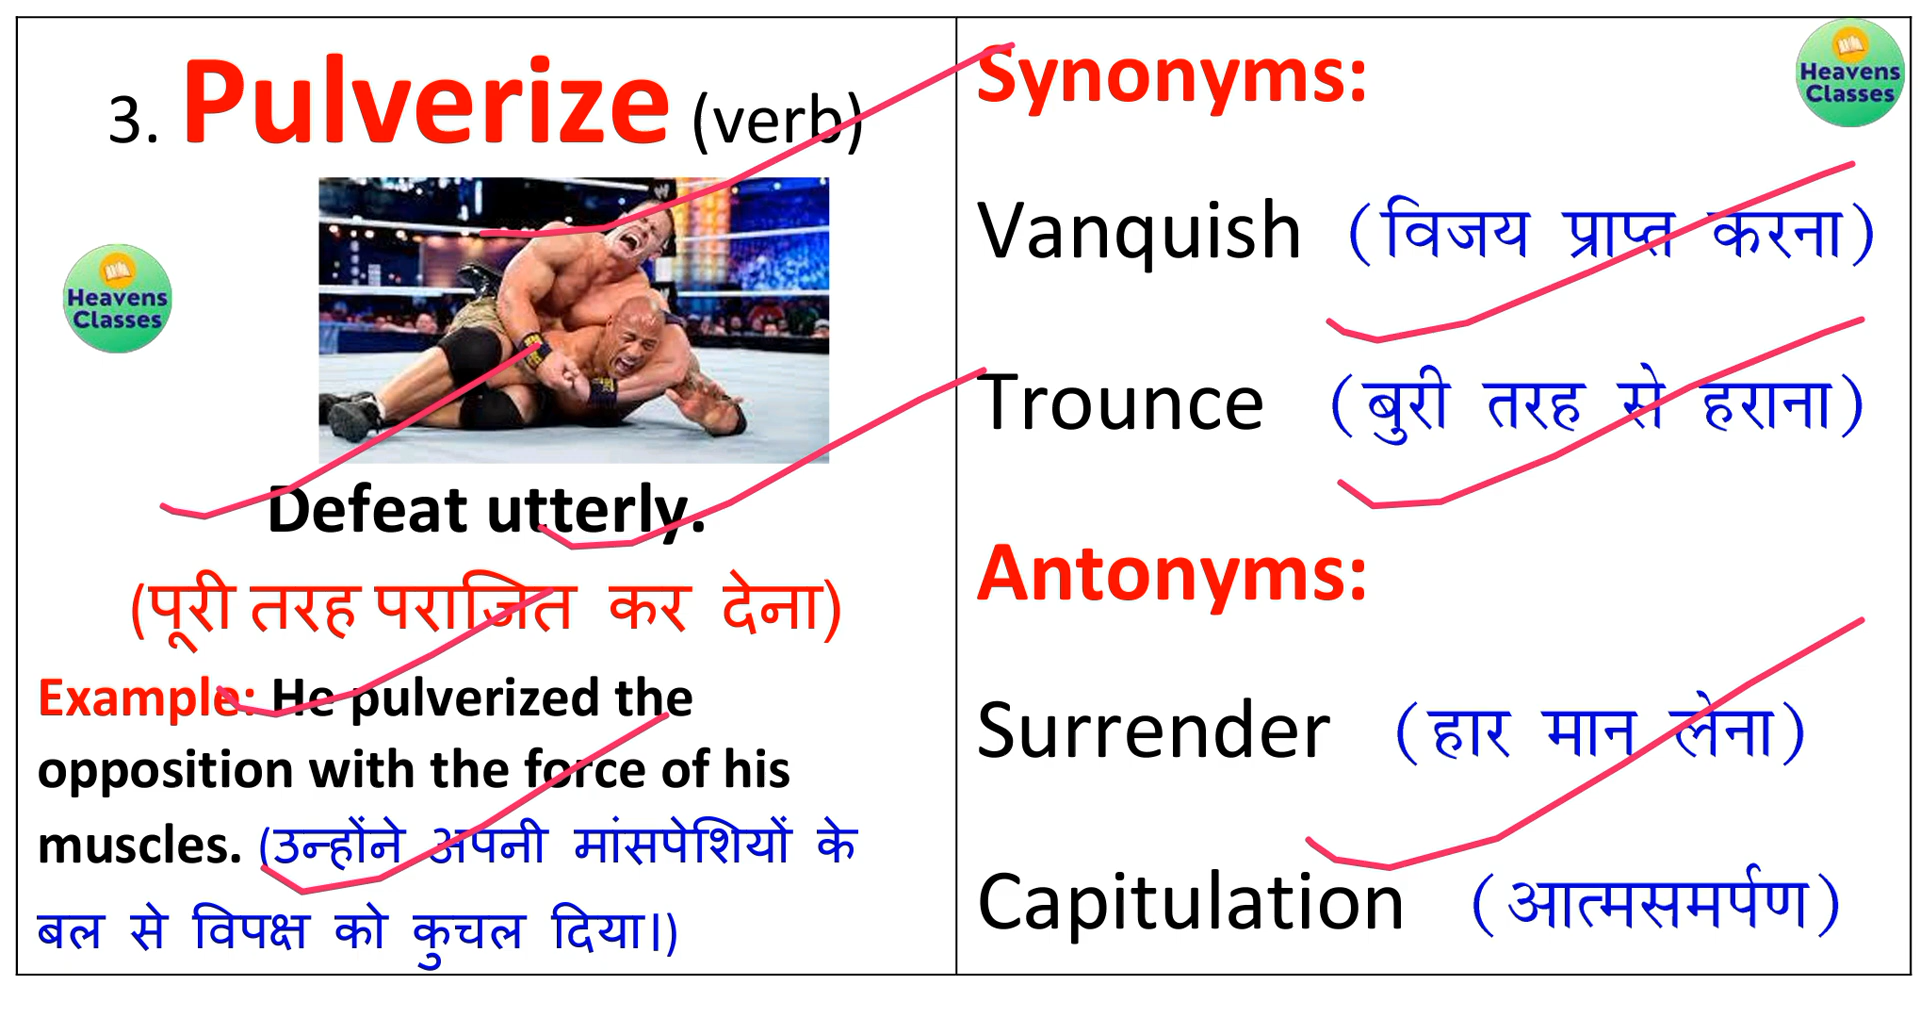 3. Pulverize (verb)
Heavens
Classes
Defeat utterly.
(पूरी तरह पराजित कर देना)
Example: He pulverized the
opposition with the force of his
muscles. (उन्होंने अपनी मांसपेशियों के
बल से विपक्ष को कुचल दिया।)
Synonyms:
Heavens
Classes
Vanquish (विजय प्राप्त करना)
Trounce (बुरी तरह से हराना)
Antonyms:
Surrender (हार मान लेना)
Capitulation (आत्मसमर्पण)